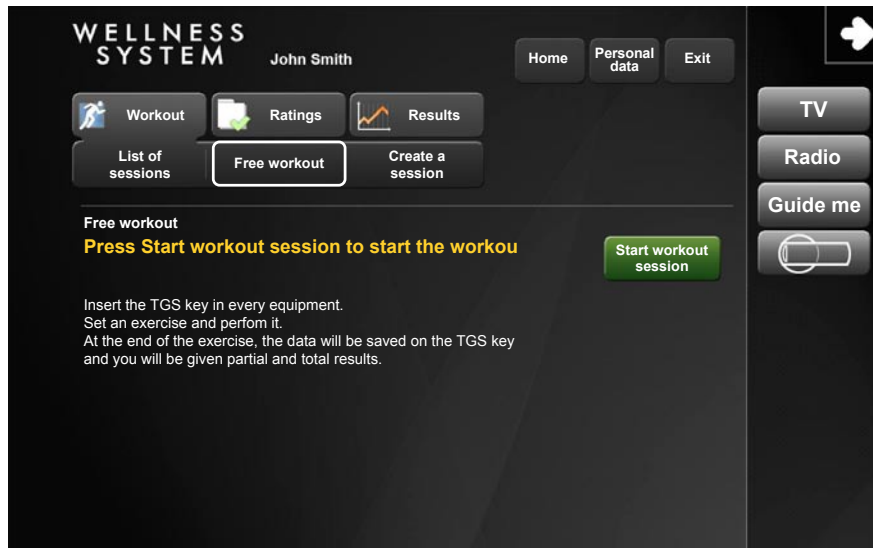 WELLNESS
SYSTEM
John Smith
Home
Personal
data
Exit
Workout
Ratings
Results
List of
sessions
Free workout
Create a
session
TV
Radio
Guide me
Free workout
Press Start workout session to start the workou
Start workout
session
Insert the TGS key in every equipment.
Set an exercise and perfom it.
At the end of the exercise, the data will be saved on the TGS key
and you will be given partial and total results.